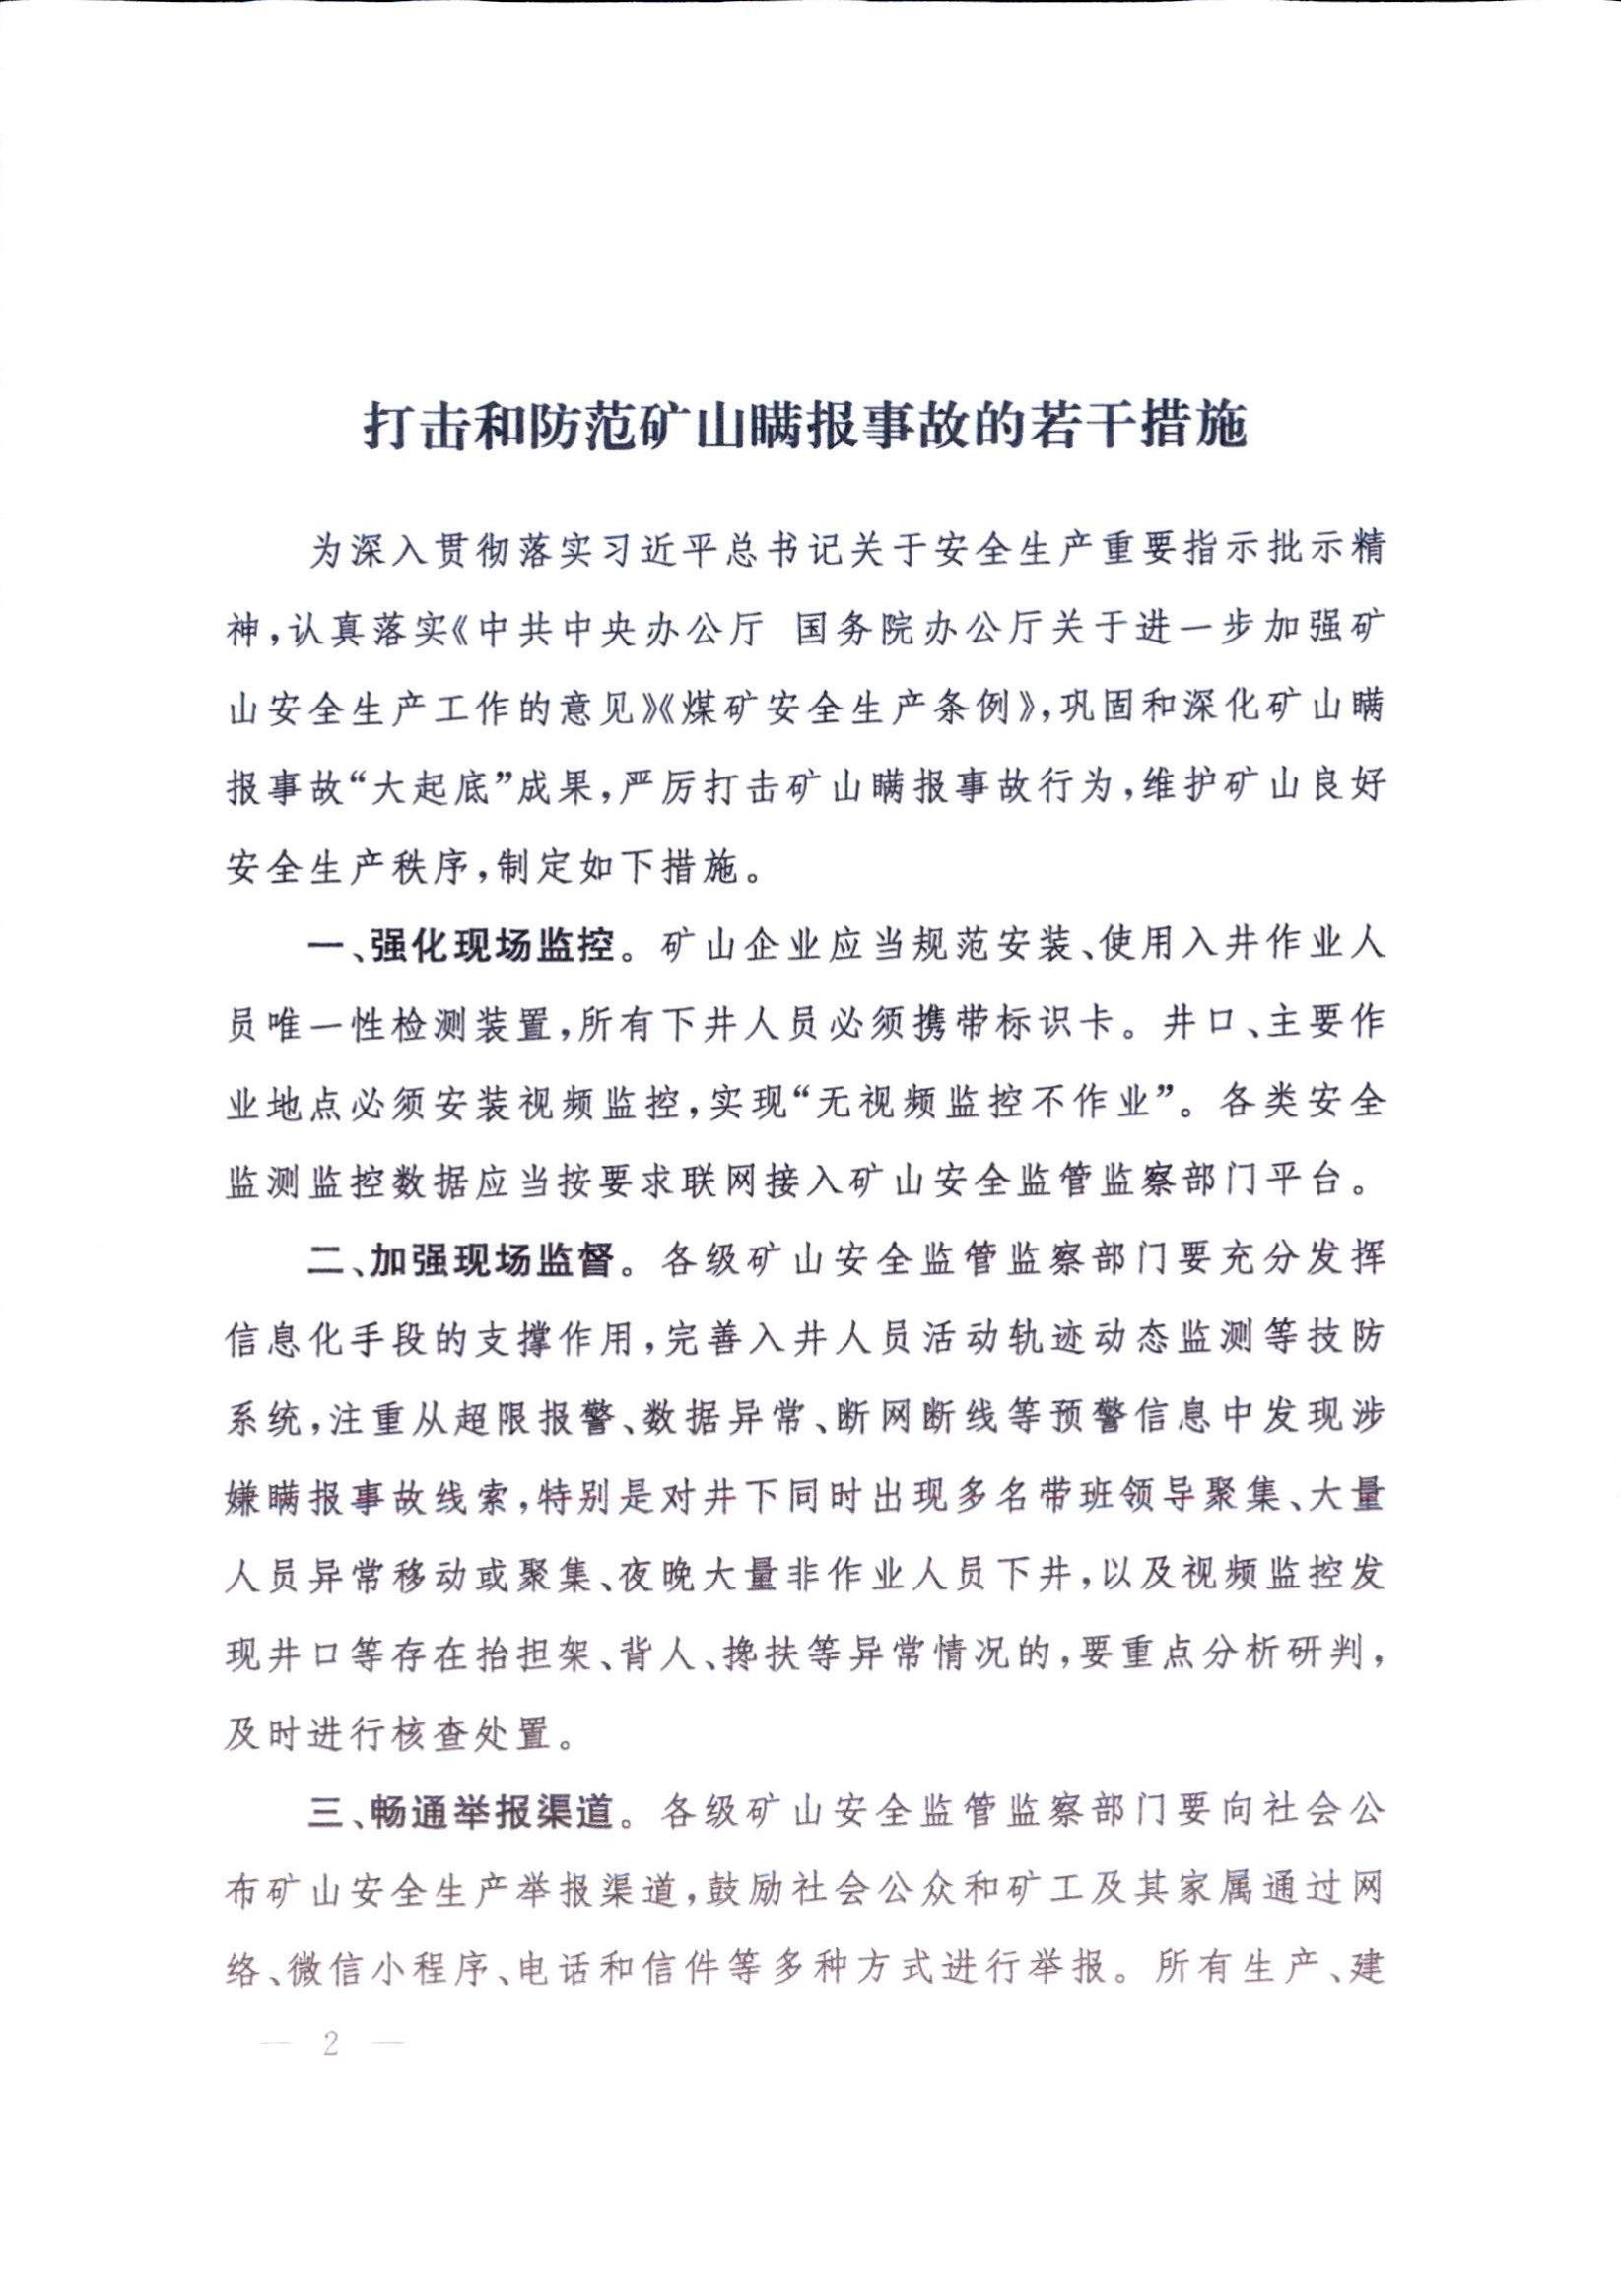 打击和防范矿山瞒报事故的若干措施
为深入贯彻落实习近平总书记关于安全生产重要指示批示精
神，认真落实《中共中央办公厅 国务院办公厅关于进一步加强矿
山安全生产工作的意见》《煤矿安全生产条例》，巩固和深化矿山瞒
报事故“大起底”成果，严厉打击矿山瞒报事故行为，维护矿山良好
安全生产秩序，制定如下措施。
一、强化现场监控。矿山企业应当规范安装、使用入井作业人
员唯一性检测装置，所有下井人员必须携带标识卡。井口、主要作
业地点必须安装视频监控，实现“无视频监控不作业”。各类安全
监测监控数据应当按要求联网接入矿山安全监管监察部门平台。
二、加强现场监督。各级矿山安全监管监察部门要充分发挥
信息化手段的支撑作用，完善入井人员活动轨迹动态监测等技防
系统，注重从超限报警、数据异常、断网断线等预警信息中发现涉
嫌瞒报事故线索，特别是对井下同时出现多名带班领导聚集、大量
人员异常移动或聚集、夜晚大量非作业人员下井，以及视频监控发
现井口等存在抬担架、背人、搀扶等异常情况的，要重点分析研判，
及时进行核查处置。
三、畅通举报渠道。各级矿山安全监管监察部门要向社会公
布矿山安全生产举报渠道，鼓励社会公众和矿工及其家属通过网
络、微信小程序、电话和信件等多种方式进行举报。所有生产、建
— 2 —